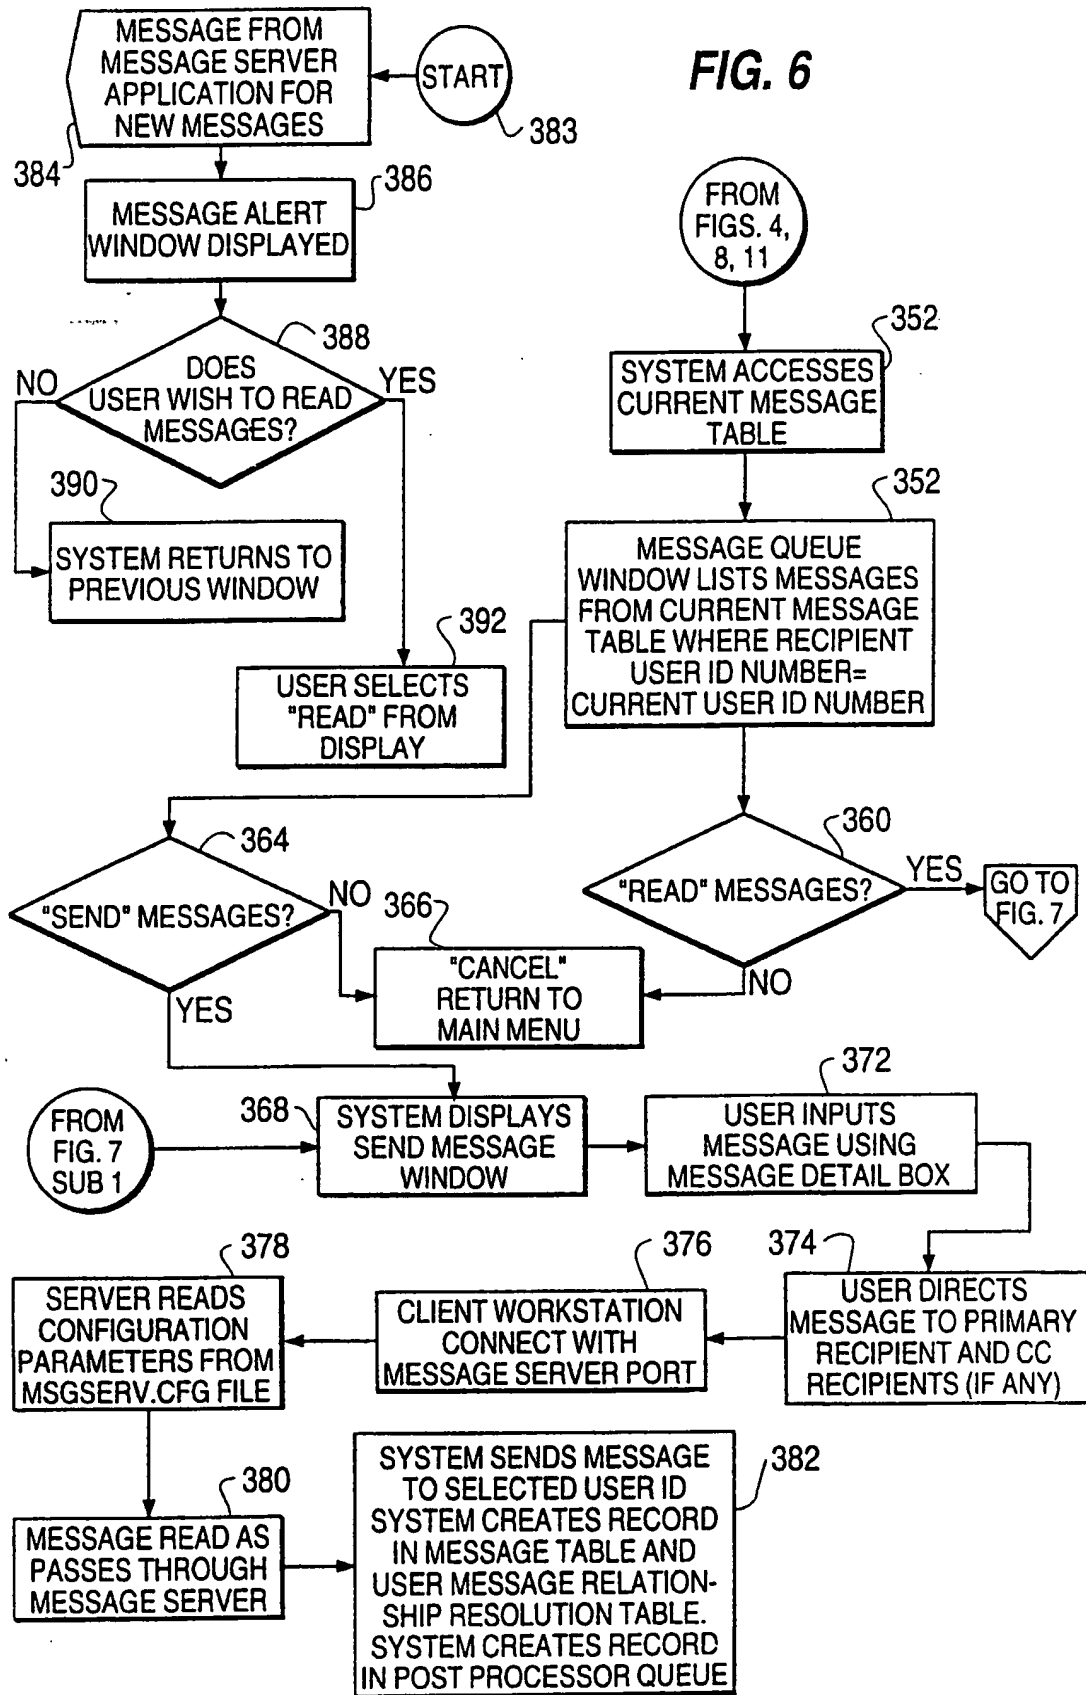 FIG. 6
START
383
MESSAGE FROM
MESSAGE SERVER
APPLICATION FOR
NEW MESSAGES
384
386
MESSAGE ALERT
WINDOW DISPLAYED
388
DOES
USER WISH TO READ
MESSAGES?
NO
YES
390
SYSTEM RETURNS TO
PREVIOUS WINDOW
392
USER SELECTS
"READ" FROM
DISPLAY
FROM
FIGS. 4,
8, 11
352
SYSTEM ACCESSES
CURRENT MESSAGE
TABLE
352
MESSAGE QUEUE
WINDOW LISTS MESSAGES
FROM CURRENT MESSAGE
TABLE WHERE RECIPIENT
USER ID NUMBER=
CURRENT USER ID NUMBER
364
"SEND" MESSAGES?
NO
YES
360
"READ" MESSAGES?
YES
GO TO
FIG. 7
NO
366
"CANCEL"
RETURN TO
MAIN MENU
FROM
FIG. 7
SUB 1
368
SYSTEM DISPLAYS
SEND MESSAGE
WINDOW
372
USER INPUTS
MESSAGE USING
MESSAGE DETAIL BOX
374
USER DIRECTS
MESSAGE TO PRIMARY
RECIPIENT AND CC
RECIPIENTS (IF ANY)
376
CLIENT WORKSTATION
CONNECT WITH
MESSAGE SERVER PORT
378
SERVER READS
CONFIGURATION
PARAMETERS FROM
MSGSERV.CFG FILE
380
MESSAGE READ AS
PASSES THROUGH
MESSAGE SERVER
382
SYSTEM SENDS MESSAGE
TO SELECTED USER ID
SYSTEM CREATES RECORD
IN MESSAGE TABLE AND
USER MESSAGE RELATION-
SHIP RESOLUTION TABLE.
SYSTEM CREATES RECORD
IN POST PROCESSOR QUEUE